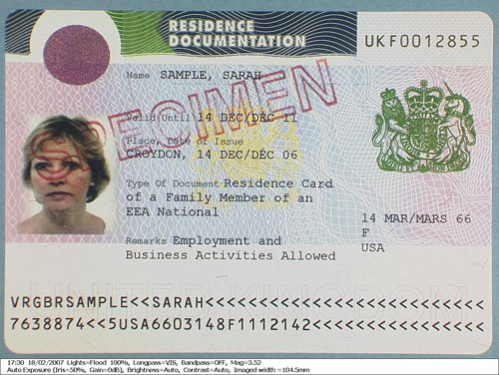 RESIDENCE
DOCUMENTATION
UKF0012855
Name SAMPLE, SARAH
SPECIMEN
Valid Until 14 DEC/DEC 11
Place, Date of Issue
CROYDON, 14 DEC/DÉC 06
Type Of Document Residence Card
of a Family Member of an
EEA National
14 MAR/MARS 66
F
USA
Remarks Employment and
Business Activities Allowed
UNITED KINGDOM
VRGBRSAMPLE<<SARAH<<<<<<<<<<<<<<<<<<
7638874<<5USA6603148F1112142<<<<<<<<
17:30 18/02/2007 Lights=Flood 100%, Longpass=VIS, Bandpass=OFF, Mag=3.52
Auto Exposure (Iris=50%, Gain=0dB), Brightness=Auto, Contrast=Auto, Imaged width =104.5mm